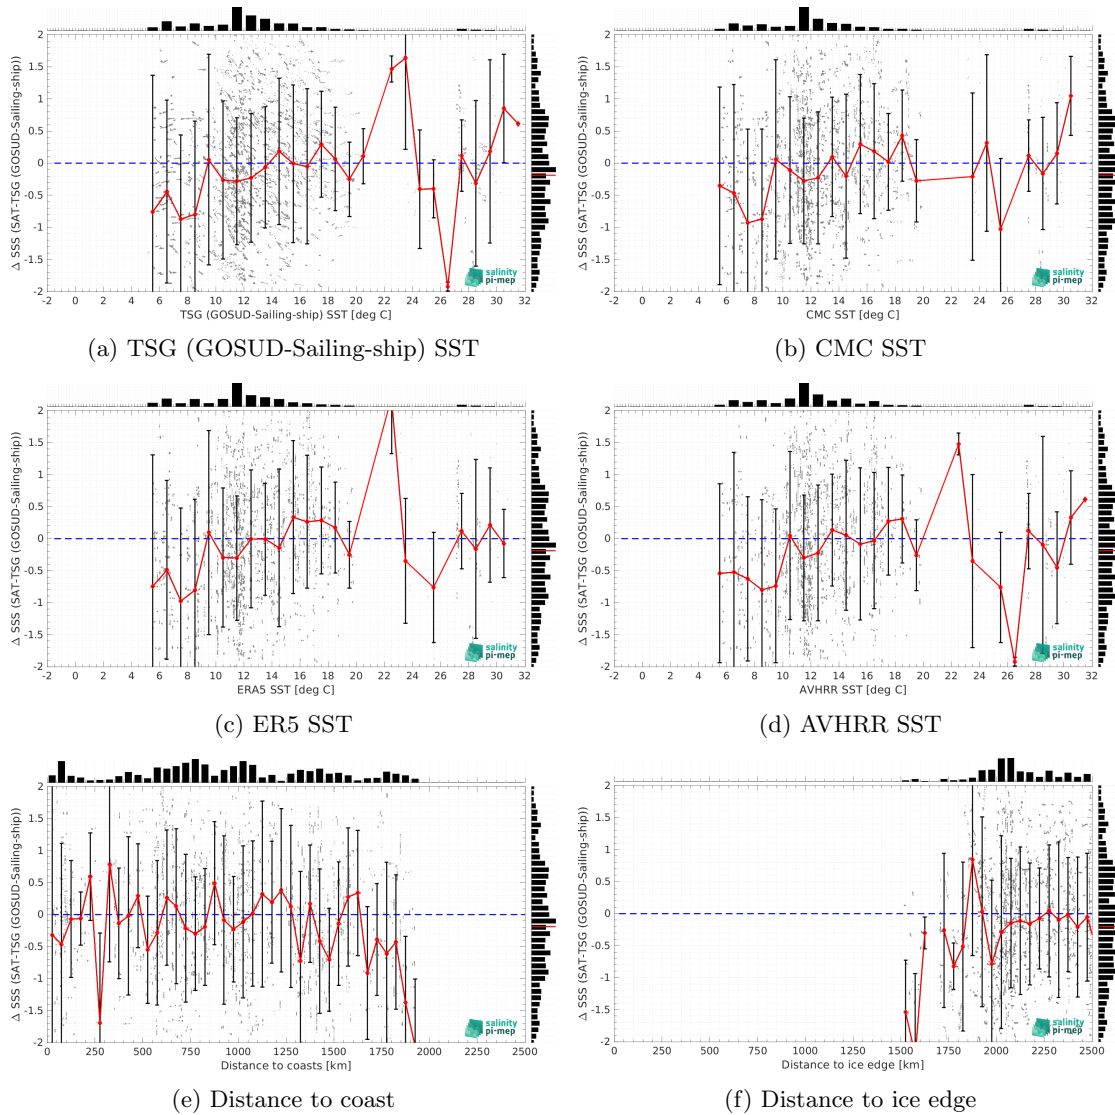 Δ SSS (SAT-TSG (GOSUD-Sailing-ship))
2
1.5
1
0.5
0
-0.5
-1
-1.5
-2
-2 0 2 4 6 8 10 12 14 16 18 20 22 24 26 28 30 32
TSG (GOSUD-Sailing-ship) SST [deg C]
salinity
pi-mep
(a) TSG (GOSUD-Sailing-ship) SST
Δ SSS (SAT-TSG (GOSUD-Sailing-ship))
2
1.5
1
0.5
0
-0.5
-1
-1.5
-2
-2 0 2 4 6 8 10 12 14 16 18 20 22 24 26 28 30 32
CMC SST [deg C]
salinity
pi-mep
(b) CMC SST
Δ SSS (SAT-TSG (GOSUD-Sailing-ship))
2
1.5
1
0.5
0
-0.5
-1
-1.5
-2
-2 0 2 4 6 8 10 12 14 16 18 20 22 24 26 28 30 32
ERA5 SST [deg C]
salinity
pi-mep
(c) ER5 SST
Δ SSS (SAT-TSG (GOSUD-Sailing-ship))
2
1.5
1
0.5
0
-0.5
-1
-1.5
-2
-2 0 2 4 6 8 10 12 14 16 18 20 22 24 26 28 30 32
AVHRR SST [deg C]
salinity
pi-mep
(d) AVHRR SST
Δ SSS (SAT-TSG (GOSUD-Sailing-ship))
2
1.5
1
0.5
0
-0.5
-1
-1.5
-2
0 250 500 750 1000 1250 1500 1750 2000 2250 2500
Distance to coasts [km]
salinity
pi-mep
(e) Distance to coast
Δ SSS (SAT-TSG (GOSUD-Sailing-ship))
2
1.5
1
0.5
0
-0.5
-1
-1.5
-2
0 250 500 750 1000 1250 1500 1750 2000 2250 2500
Distance to ice edge [km]
salinity
pi-mep
(f) Distance to ice edge